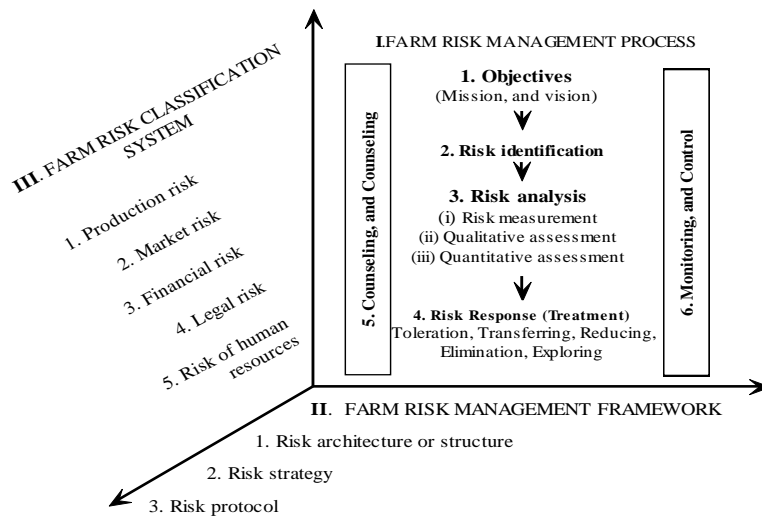 I.FARM RISK MANAGEMENT PROCESS
1. Objectives
(Mission, and vision)
2. Risk identification
3. Risk analysis
(i) Risk measurement
(ii) Qualitative assessment
(iii) Quantitative assessment
4. Risk Response (Treatment)
Toleration, Transferring, Reducing,
Elimination, Exploring
5. Counseling, and Counseling
6. Monitoring, and Control
II. FARM RISK MANAGEMENT FRAMEWORK
1. Risk architecture or structure
2. Risk strategy
3. Risk protocol
III. FARM RISK CLASSIFICATION
SYSTEM
1. Production risk
2. Market risk
3. Financial risk
4. Legal risk
5. Risk of human
resources